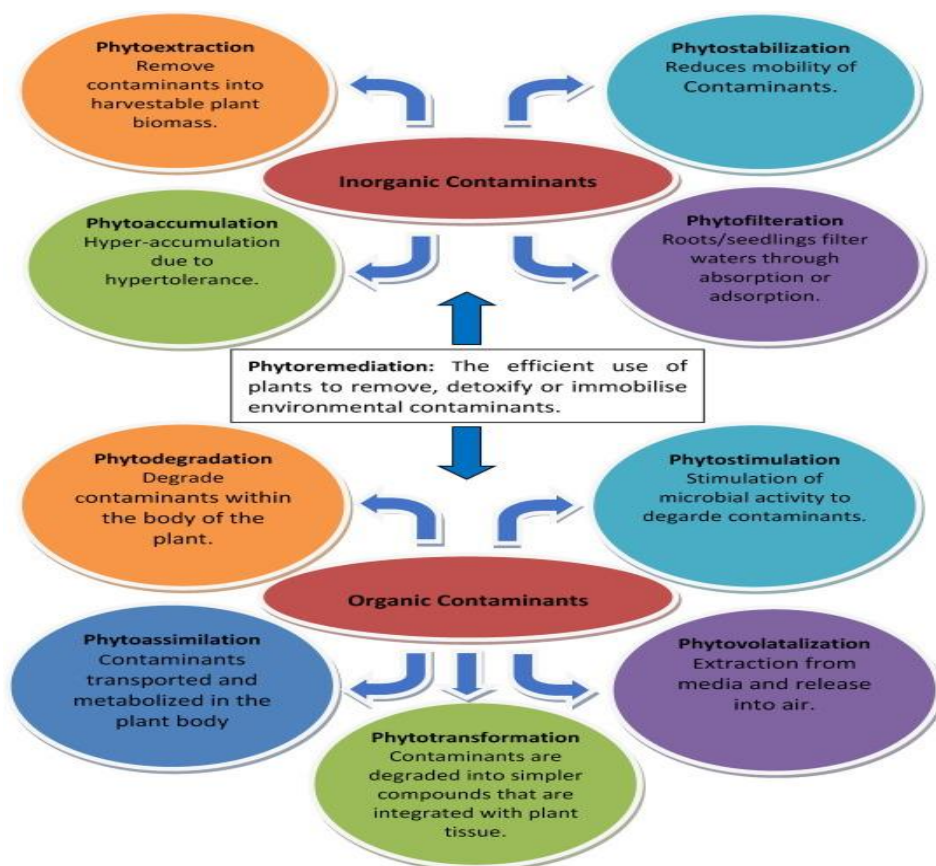 Phytoextraction
Remove
contaminants into
harvestable plant
biomass.
Phytostabilization
Reduces mobility of
Contaminants.
Inorganic Contaminants
Phytoaccumulation
Hyper-accumulation
due to
hypertolerance.
Phytofilteration
Roots/seedlings filter
waters through
absorption or
adsorption.
Phytoremediation: The efficient use of
plants to remove, detoxify or immobilise
environmental contaminants.
Phytodegradation
Degrade
contaminants within
the body of the
plant.
Phytostimulation
Stimulation of
microbial activity to
degarde contaminants.
Organic Contaminants
Phytoassimilation
Contaminants
transported and
metabolized in the
plant body
Phytovolatalization
Extraction from
media and release
into air.
Phytotransformation
Contaminants are
degraded into simpler
compounds that are
integrated with plant
tissue.